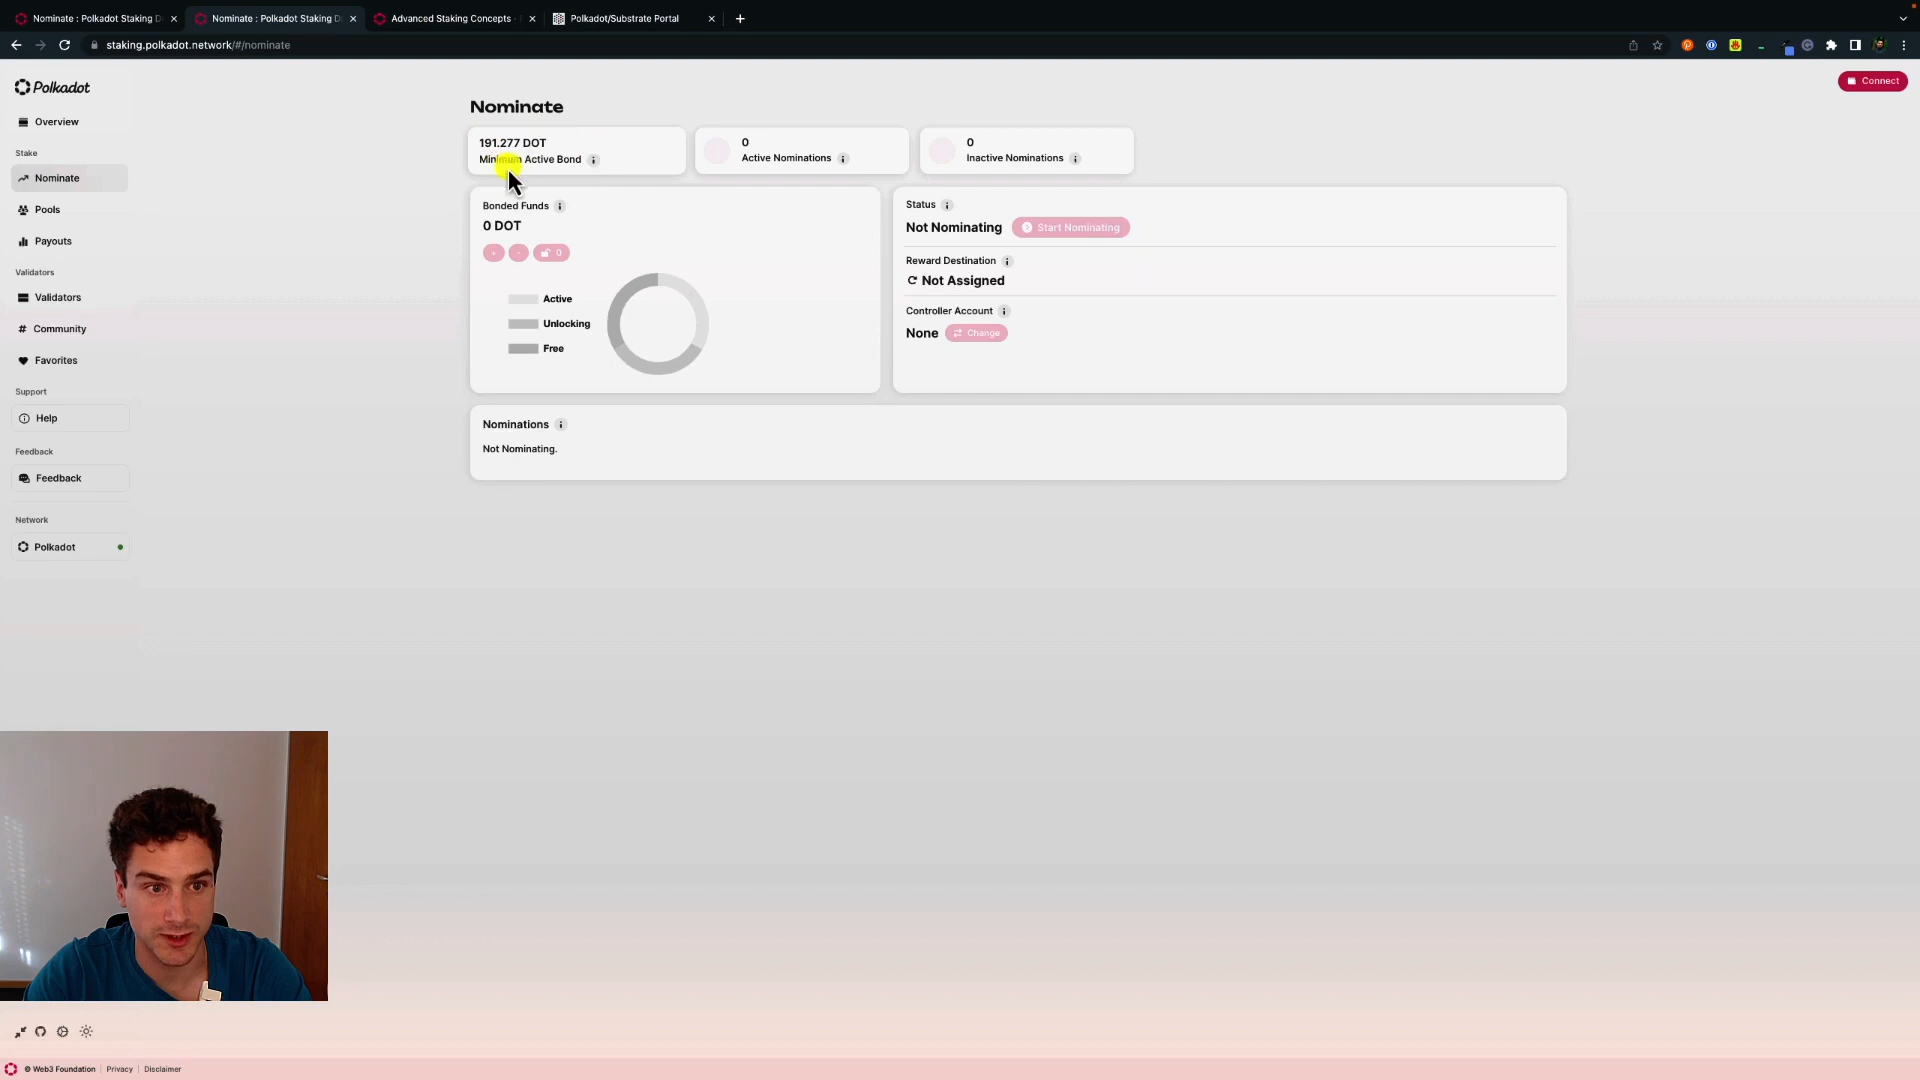 Nominate : Polkadot Staking D
Nominate : Polkadot Staking D
Advanced Staking Concepts ·
Polkadot/Substrate Portal
staking.polkadot.network/#/nominate
Polkadot
Connect
Overview
Stake
Nominate
Pools
Payouts
Validators
Validators
Community
Favorites
Support
Help
Feedback
Feedback
Network
Polkadot
Nominate
191.277 DOT
Minimum Active Bond
0
Active Nominations
0
Inactive Nominations
Bonded Funds
0 DOT
+ - 0
Active
Unlocking
Free
Status
Not Nominating Start Nominating
Reward Destination
Not Assigned
Controller Account
None Change
Nominations
Not Nominating.
© Web3 Foundation | Privacy | Disclaimer